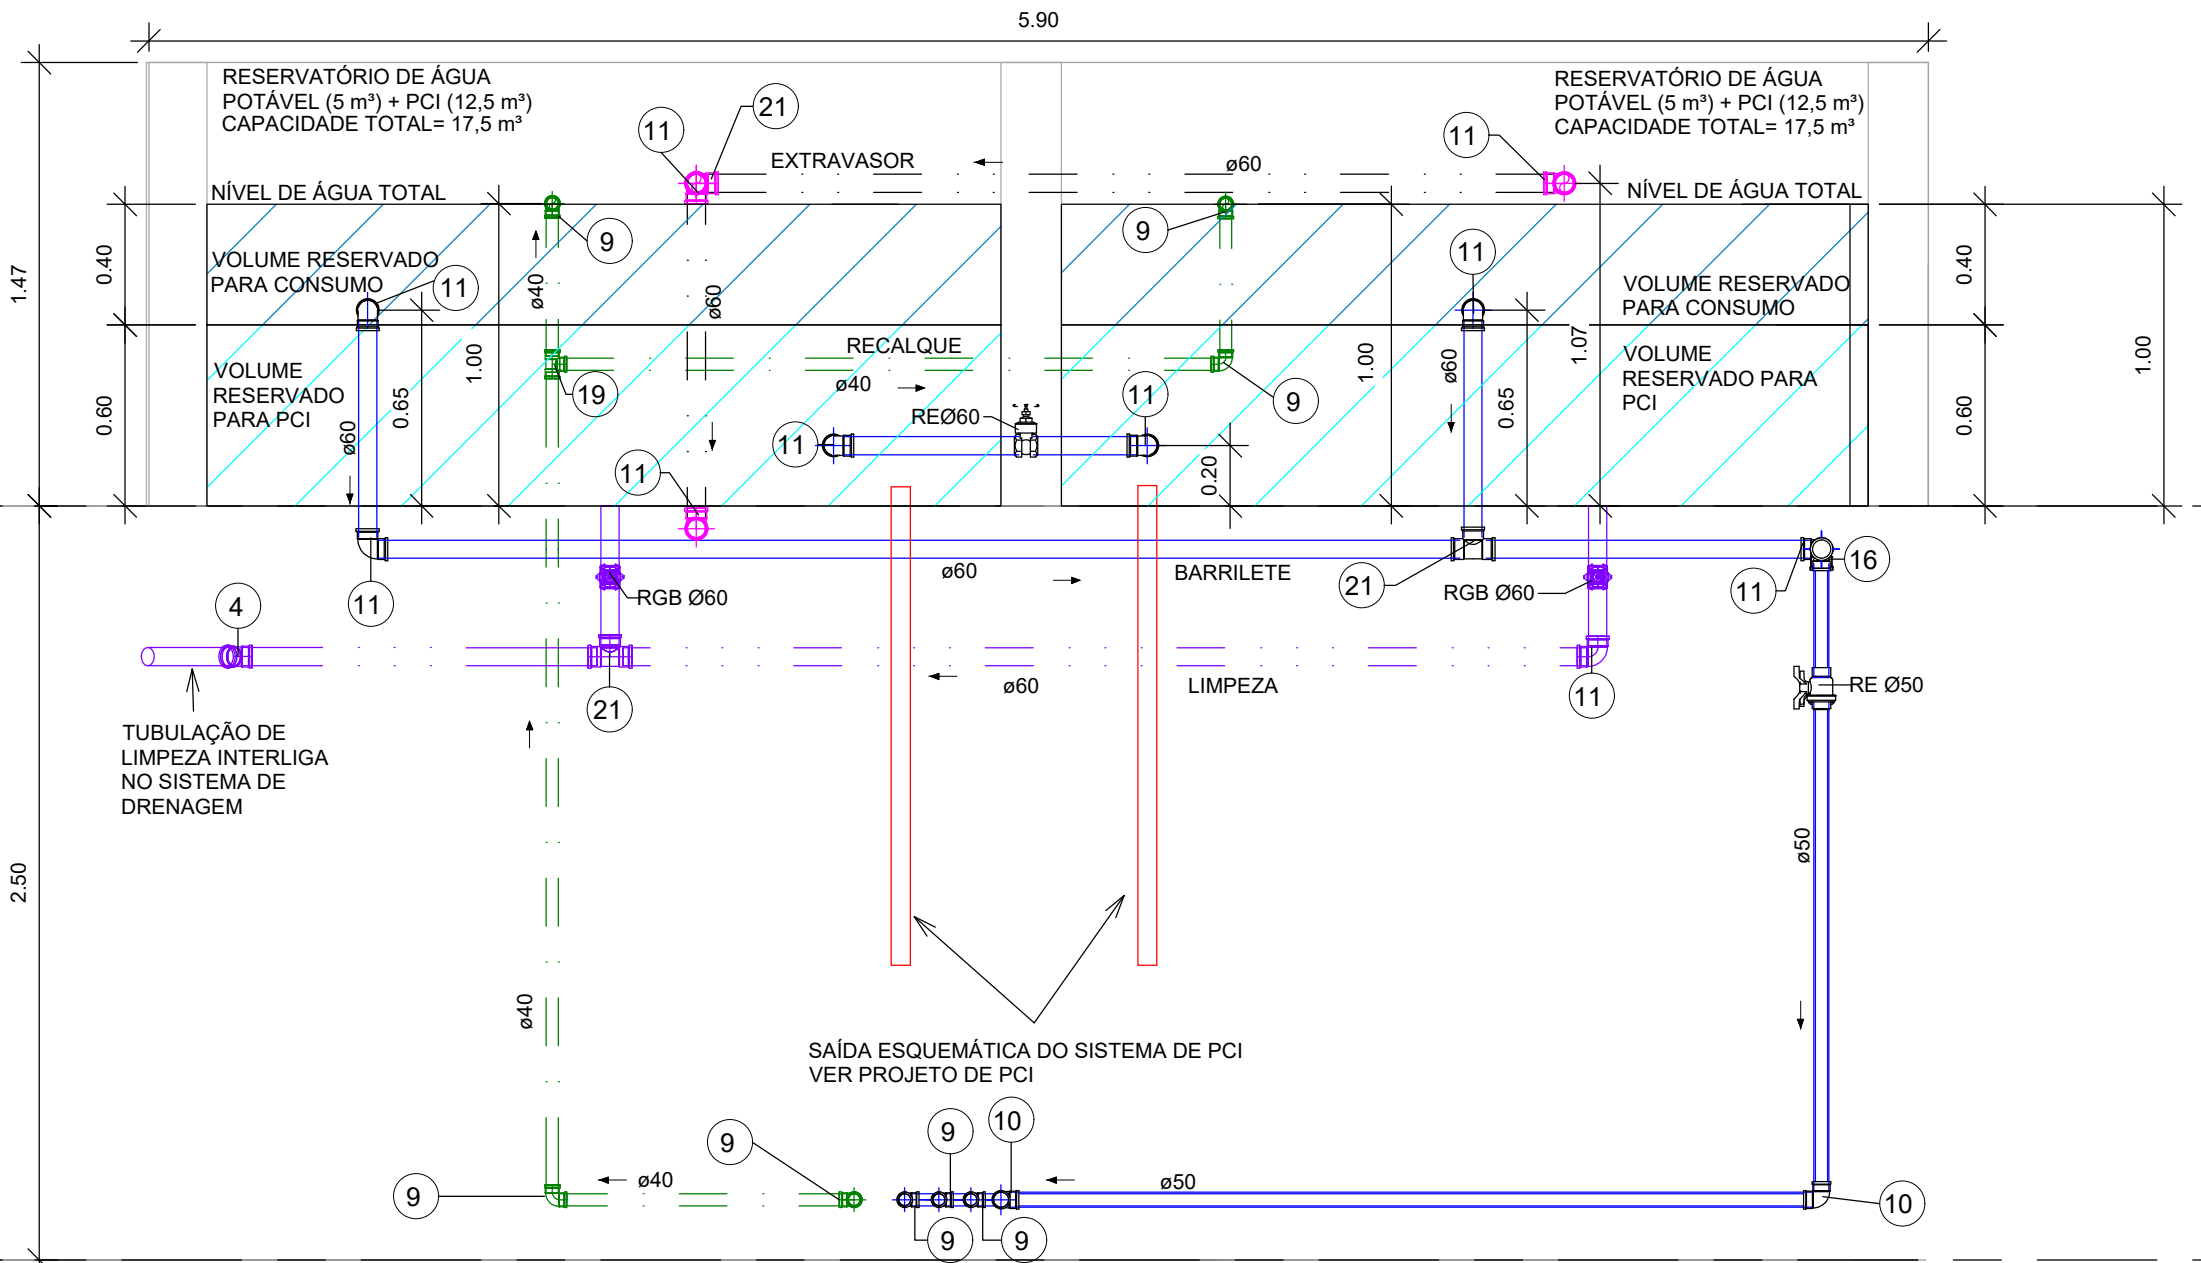 5.90
RESERVATÓRIO DE ÁGUA
POTÁVEL (5 m³) + PCI (12,5 m³)
CAPACIDADE TOTAL= 17,5 m³
RESERVATÓRIO DE ÁGUA
POTÁVEL (5 m³) + PCI (12,5 m³)
CAPACIDADE TOTAL= 17,5 m³
11
21
11
EXTRAVASOR
ø60
NÍVEL DE ÁGUA TOTAL
NÍVEL DE ÁGUA TOTAL
9
9
11
VOLUME RESERVADO
PARA CONSUMO
11
VOLUME RESERVADO
PARA CONSUMO
1.47
0.40
ø40
ø60
0.40
1.00
RECALQUE
ø40
VOLUME
RESERVADO
PARA PCI
VOLUME
RESERVADO PARA
PCI
0.60
ø60
0.65
1.00
19
REØ60
11
11
11
9
0.20
1.00
ø60
0.65
1.07
0.60
11
ø60
BARRILETE
21
11
16
4
RGB Ø60
RGB Ø60
ø60
LIMPEZA
21
11
RE Ø50
TUBULAÇÃO DE
LIMPEZA INTERLIGA
NO SISTEMA DE
DRENAGEM
2.50
ø40
ø50
SAÍDA ESQUEMÁTICA DO SISTEMA DE PCI
VER PROJETO DE PCI
9
9
10
9
ø40
ø50
10
9
9